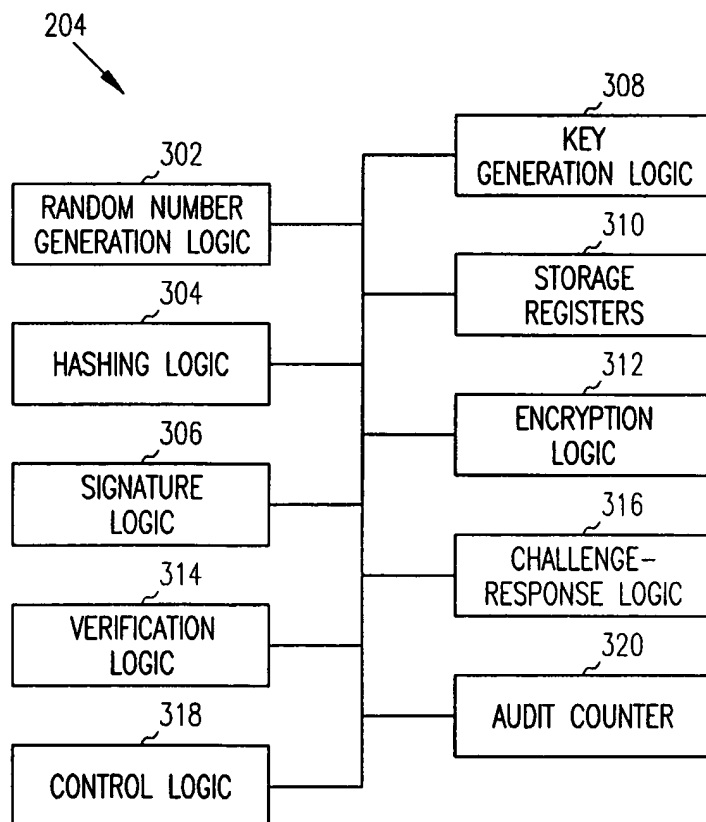 204
302
RANDOM NUMBER
GENERATION LOGIC
304
HASHING LOGIC
306
SIGNATURE
LOGIC
314
VERIFICATION
LOGIC
318
CONTROL LOGIC
308
KEY
GENERATION LOGIC
310
STORAGE
REGISTERS
312
ENCRYPTION
LOGIC
316
CHALLENGE-
RESPONSE LOGIC
320
AUDIT COUNTER